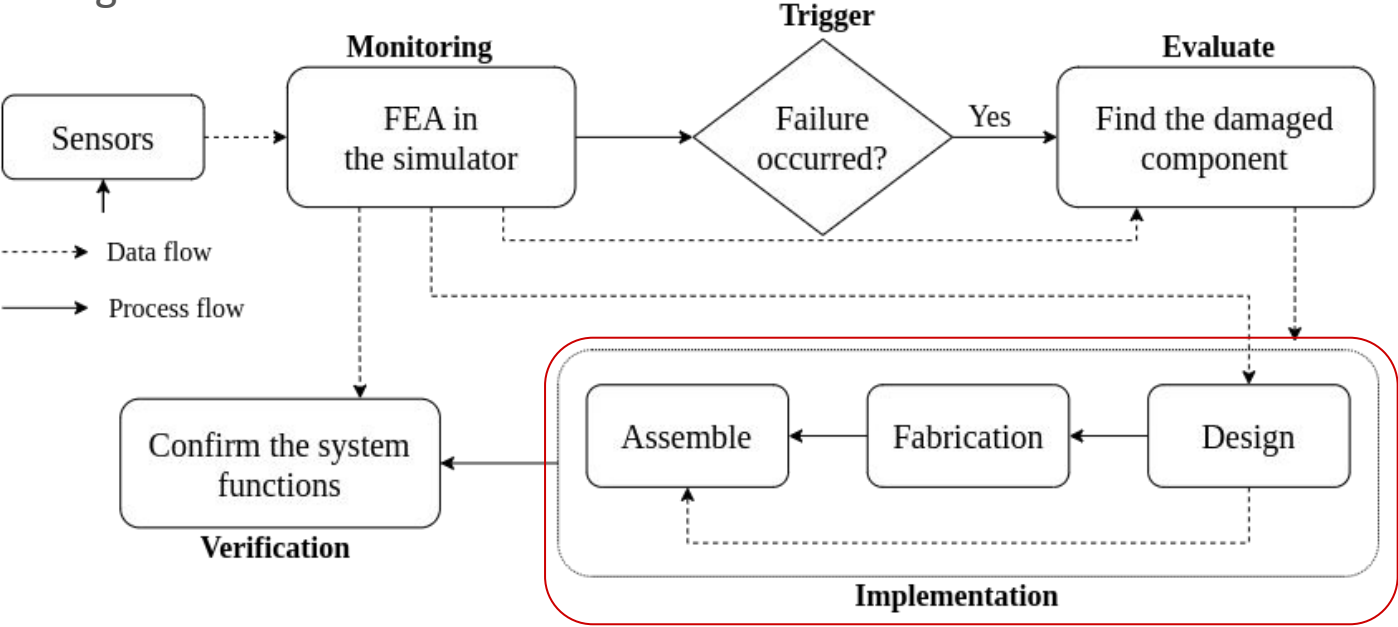 Trigger
Monitoring
Evaluate
Sensors
FEA in
the simulator
Failure
occurred?
Yes
Find the damaged
component
Data flow
Process flow
Assemble
Fabrication
Design
Confirm the system
functions
Verification
Implementation